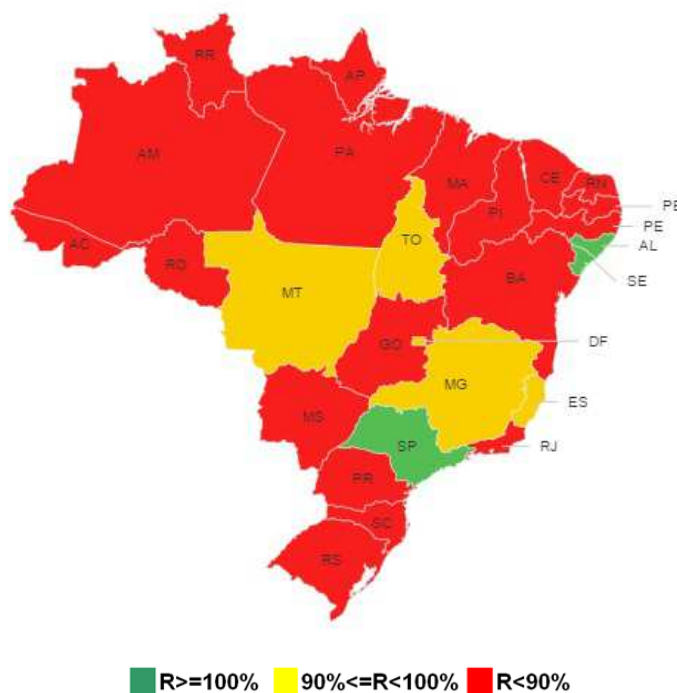 RR
AP
AM
PA
MA
CE
RN
PB
PI
PE
AC
TO
AL
RO
BA
SE
MT
GO
DF
MG
ES
MS
SP
RJ
PR
SC
RS
R>=100% 90%<=R<100% R<90%